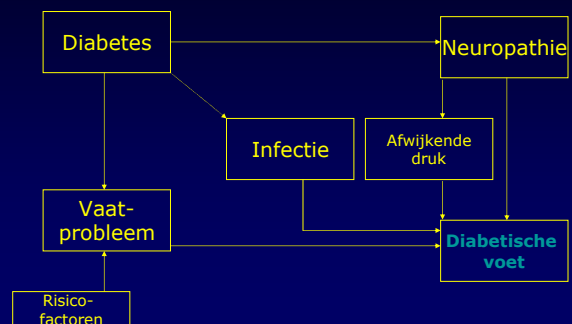 Diabetes
Neuropathie
Infectie
Afwijkende
druk
Vaat-
probleem
Diabetische
voet
Risico-
factoren